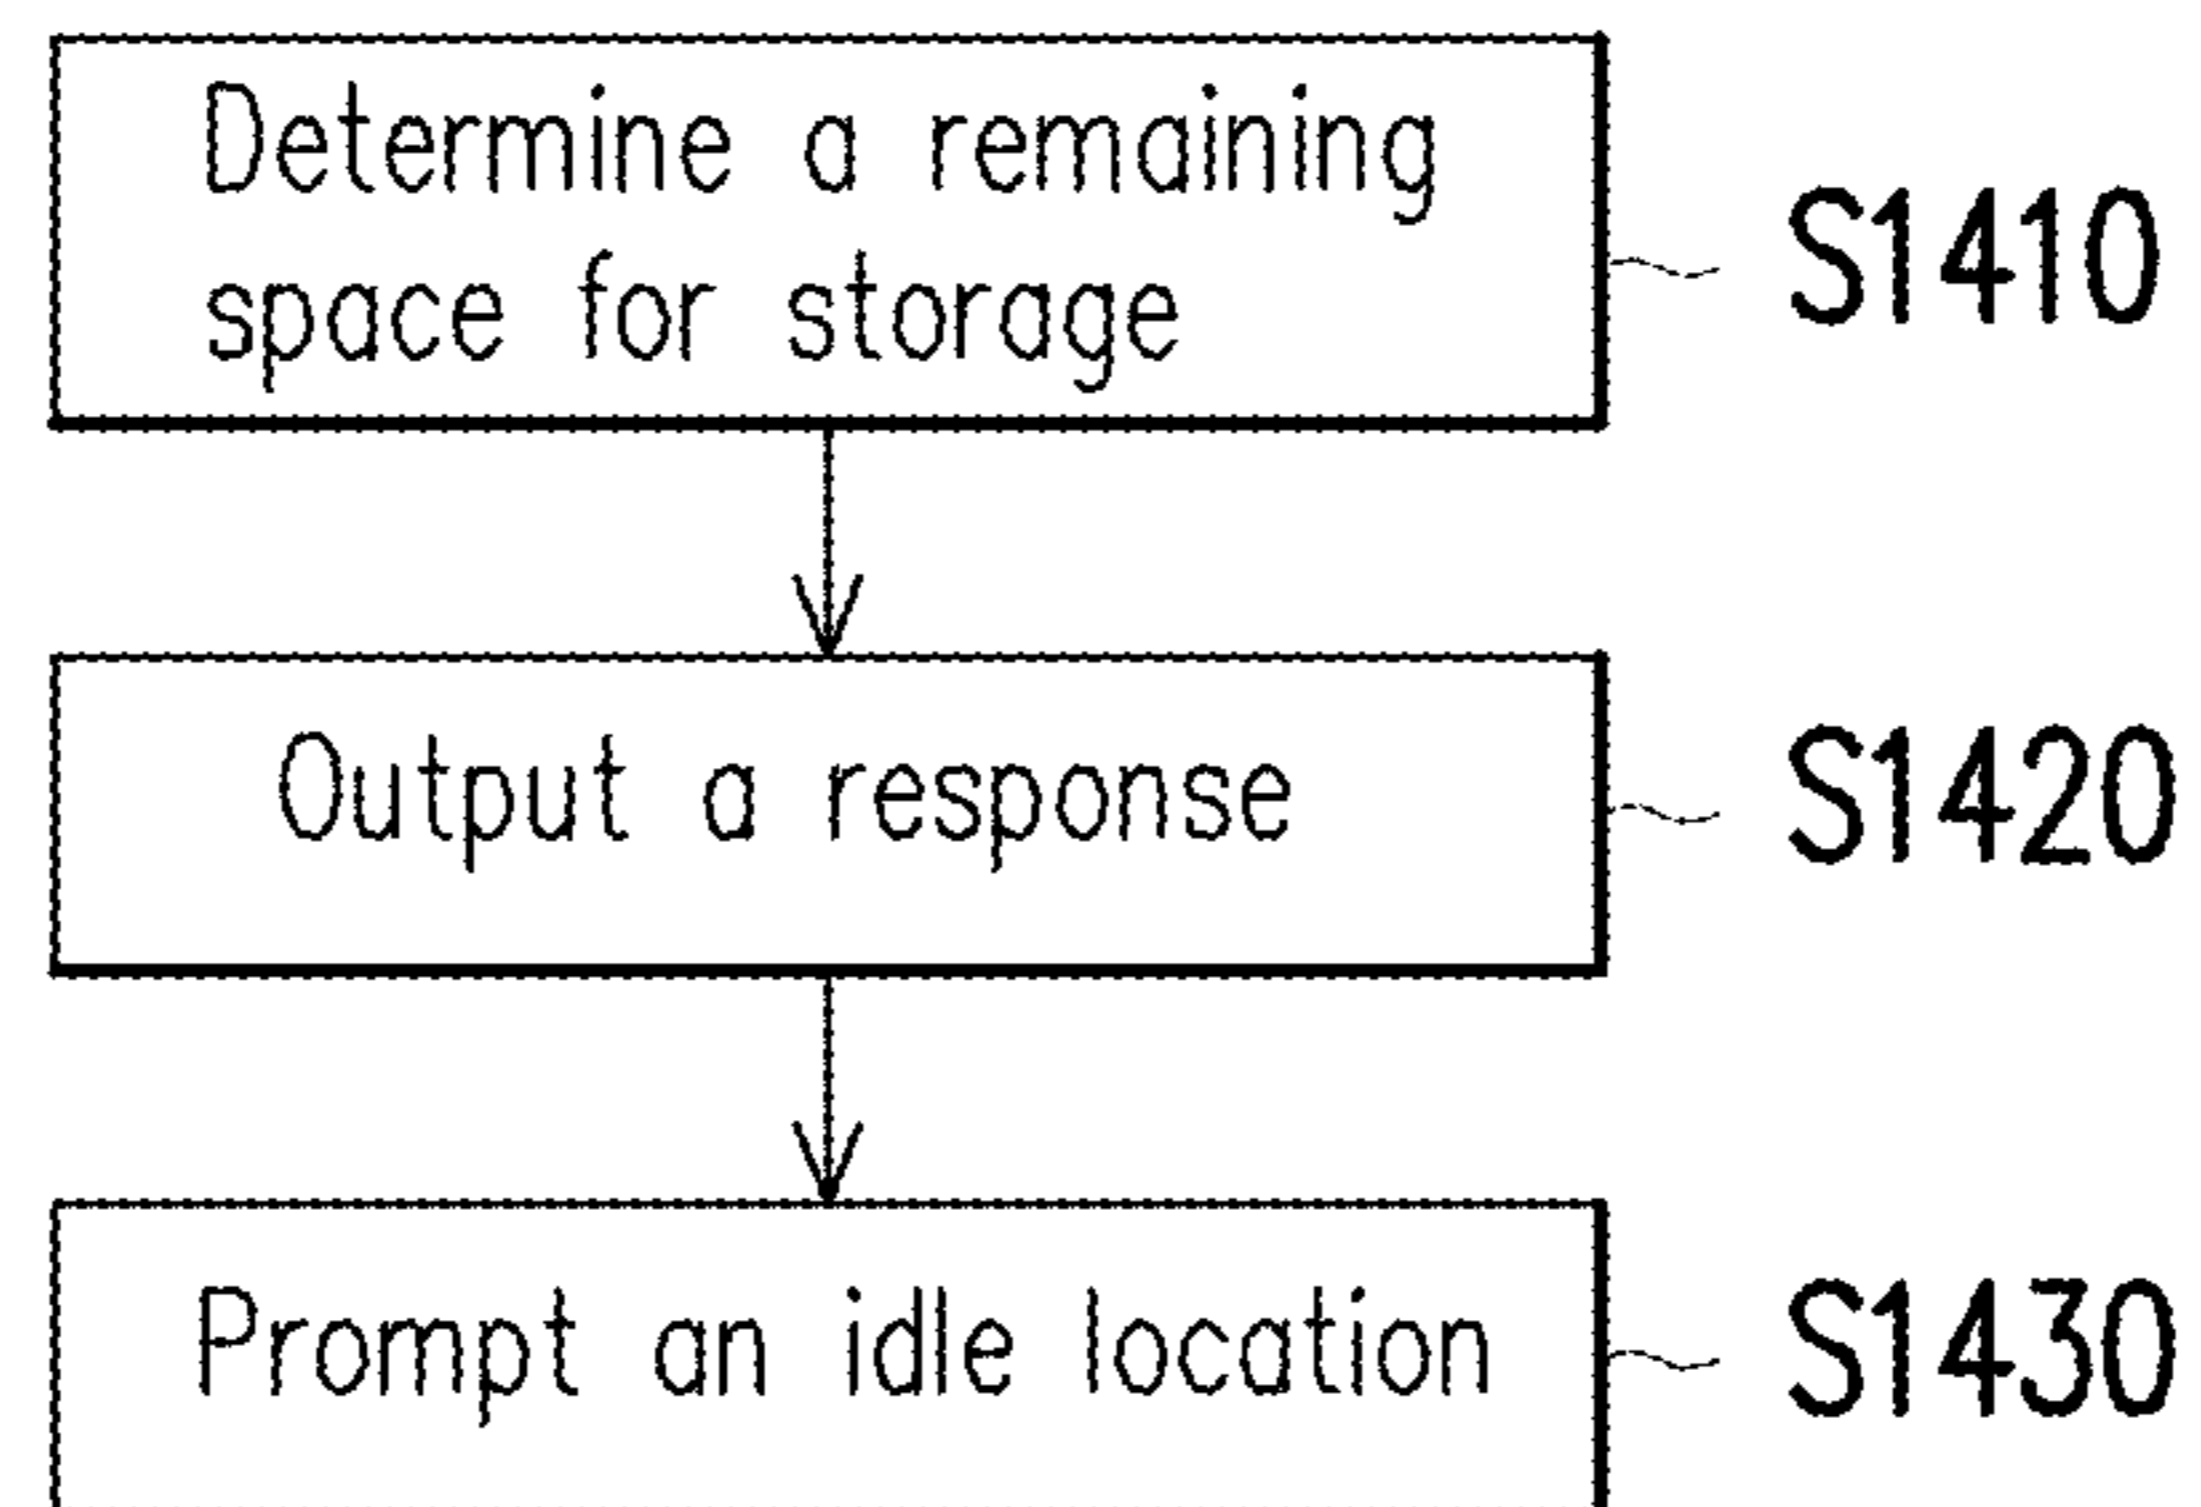 Determine a remaining
space for storage
S1410
Output a response
S1420
Prompt an idle location
S1430